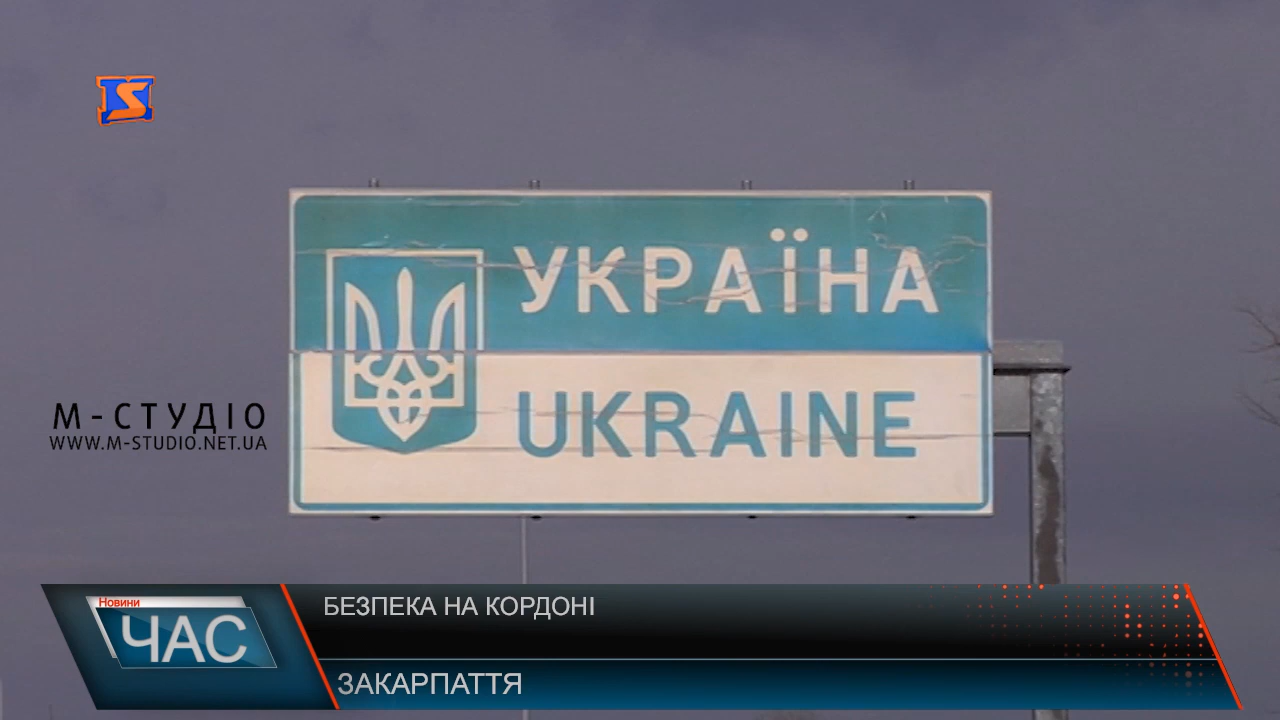 УКРАЇНА
UKRAINE
М-СТУДІО
WWW.M-STUDIO.NET.UA
Новини
ЧАС
БЕЗПЕКА НА КОРДОНІ
ЗАКАРПАТТЯ